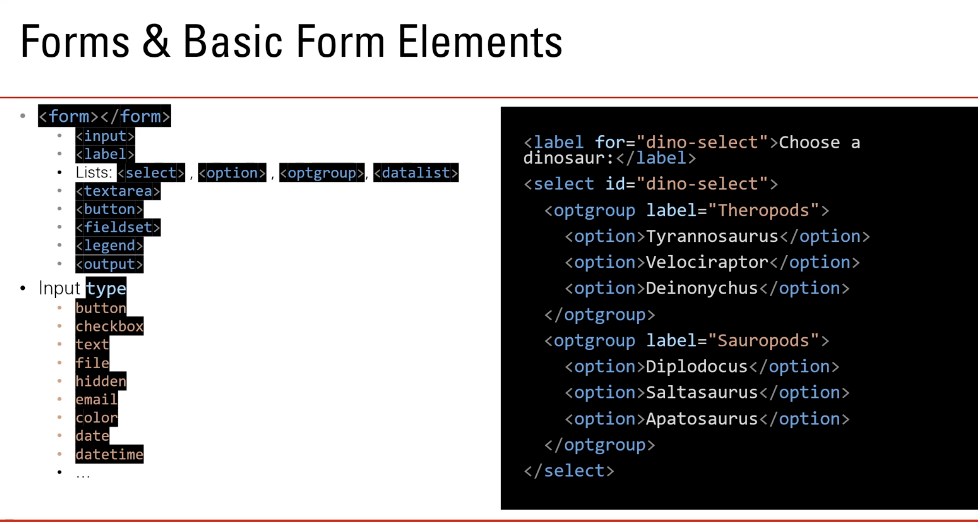 Forms & Basic Form Elements
• <form></form>
• <input>
• <label>
• Lists: <select> , <option> , <optgroup>, <datalist>
• <textarea>
• <button>
• <fieldset>
• <legend>
• <output>
• Input type
• button
• checkbox
• text
• file
• hidden
• email
• color
• date
• datetime
• ...
<label for="dino-select">Choose a
dinosaur:</label>
<select id="dino-select">
<optgroup label="Theropods">
<option>Tyrannosaurus</option>
<option>Velociraptor</option>
<option>Deinonychus</option>
</optgroup>
<optgroup label="Sauropods">
<option>Diplodocus</option>
<option>Saltasaurus</option>
<option>Apatosaurus</option>
</optgroup>
</select>